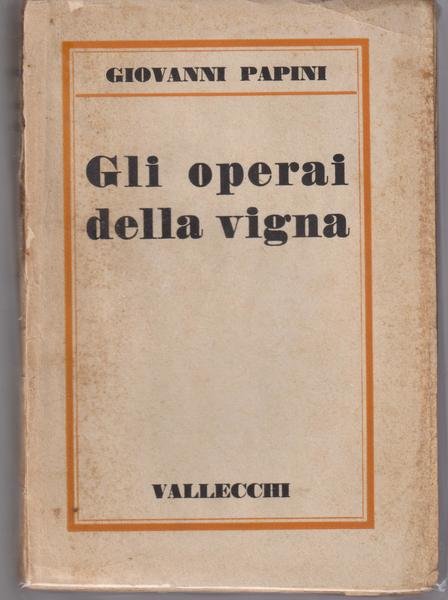 GIOVANNI PAPINI
Gli operai
della vigna
VALLECCHI